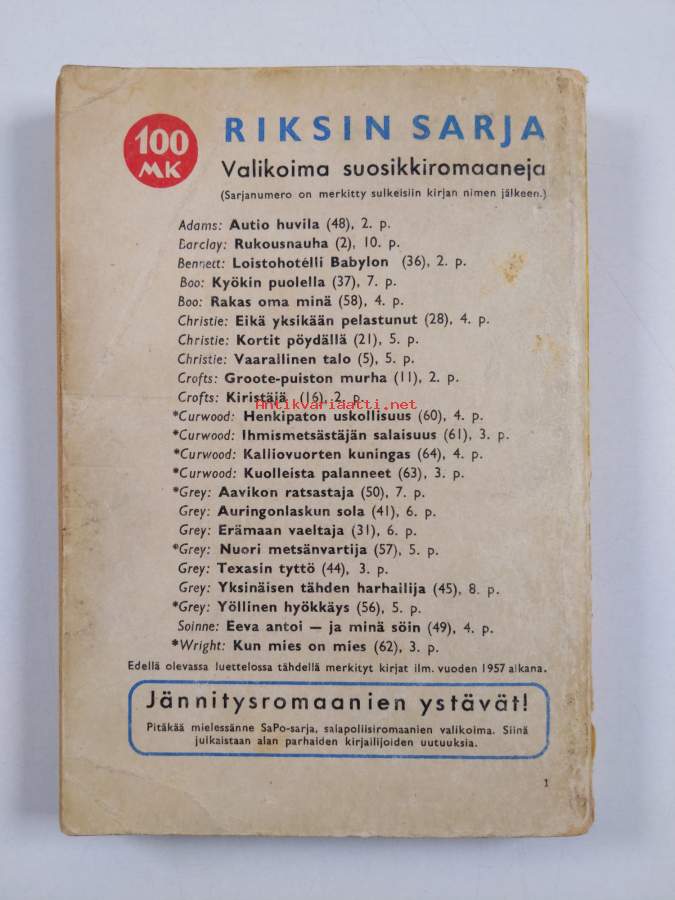 100 MK
RIKSIN SARJA
Valikoima suosikkiromaaneja
(Sarjanumero on merkitty sulkeisiin kirjan nimen jälkeen.)
Adams: Autio huvila (48), 2. p.
Barclay: Rukousnauha (2), 10. p.
Bennett: Loistohotelli Babylon (36), 2. p.
Boo: Kyökin puolella (37), 7. p.
Boo: Rakas oma minä (58), 4. p.
Christie: Eikä yksikään pelastunut (28), 4. p.
Christie: Kortit pöydällä (21), 5. p.
Christie: Vaarallinen talo (5), 5. p.
Crofts: Groote-puiston murha (11), 2. p.
Crofts: Kiristäjä (16), 2. p.
Antikvariaatti.net
*Curwood: Henkipaton uskollisuus (60), 4. p.
*Curwood: Ihmismetsästäjän salaisuus (61), 3. p.
*Curwood: Kalliovuorten kuningas (64), 4. p.
*Curwood: Kuolleista palanneet (63), 3. p.
*Grey: Aavikon ratsastaja (50), 7. p.
Grey: Auringonlaskun sola (41), 6. p.
Grey: Erämaan vaeltaja (31), 6. p.
*Grey: Nuori metsänvartija (57), 5. p.
Grey: Texasin tyttö (44), 3. p.
Grey: Yksinäisen tähden harhailija (45), 8. p.
*Grey: Yöllinen hyökkäys (56), 5. p.
Soinne: Eeva antoi — ja minä söin (49), 4. p.
*Wright: Kun mies on mies (62), 3. p.
Edellä olevassa luettelossa tähdellä merkityt kirjat ilm. vuoden 1957 aikana.
Jännitysromaanien ystävät!
Pitäkää mielessänne SaPo-sarja, salapoliisiromaanien valikoima. Siinä
julkaistaan alan parhaiden kirjailijoiden uutuuksia.
1